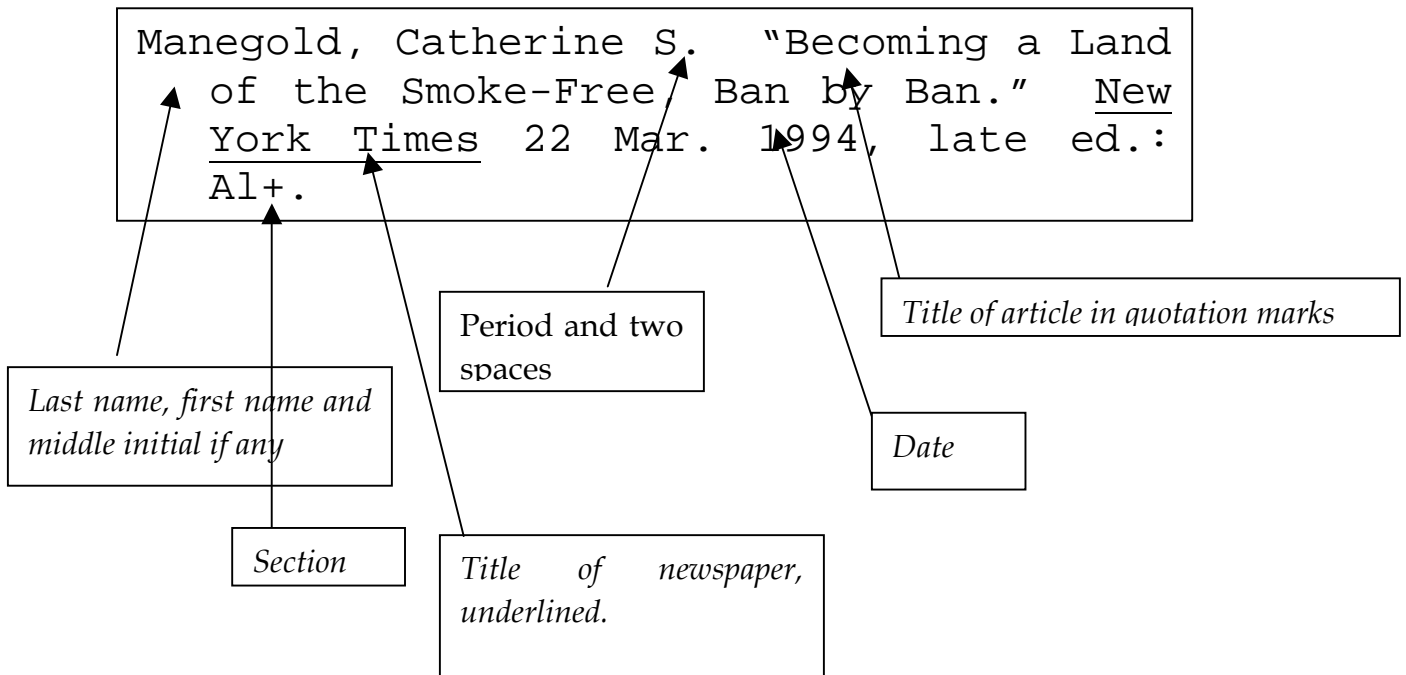 Manegold, Catherine S.  “Becoming a Land
of the Smoke-Free, Ban by Ban.”  New
York Times 22 Mar. 1994, late ed.:
Al+.
Period and two
spaces
Title of article in quotation marks
Last name, first name and
middle initial if any
Date
Section
Title of newspaper,
underlined.